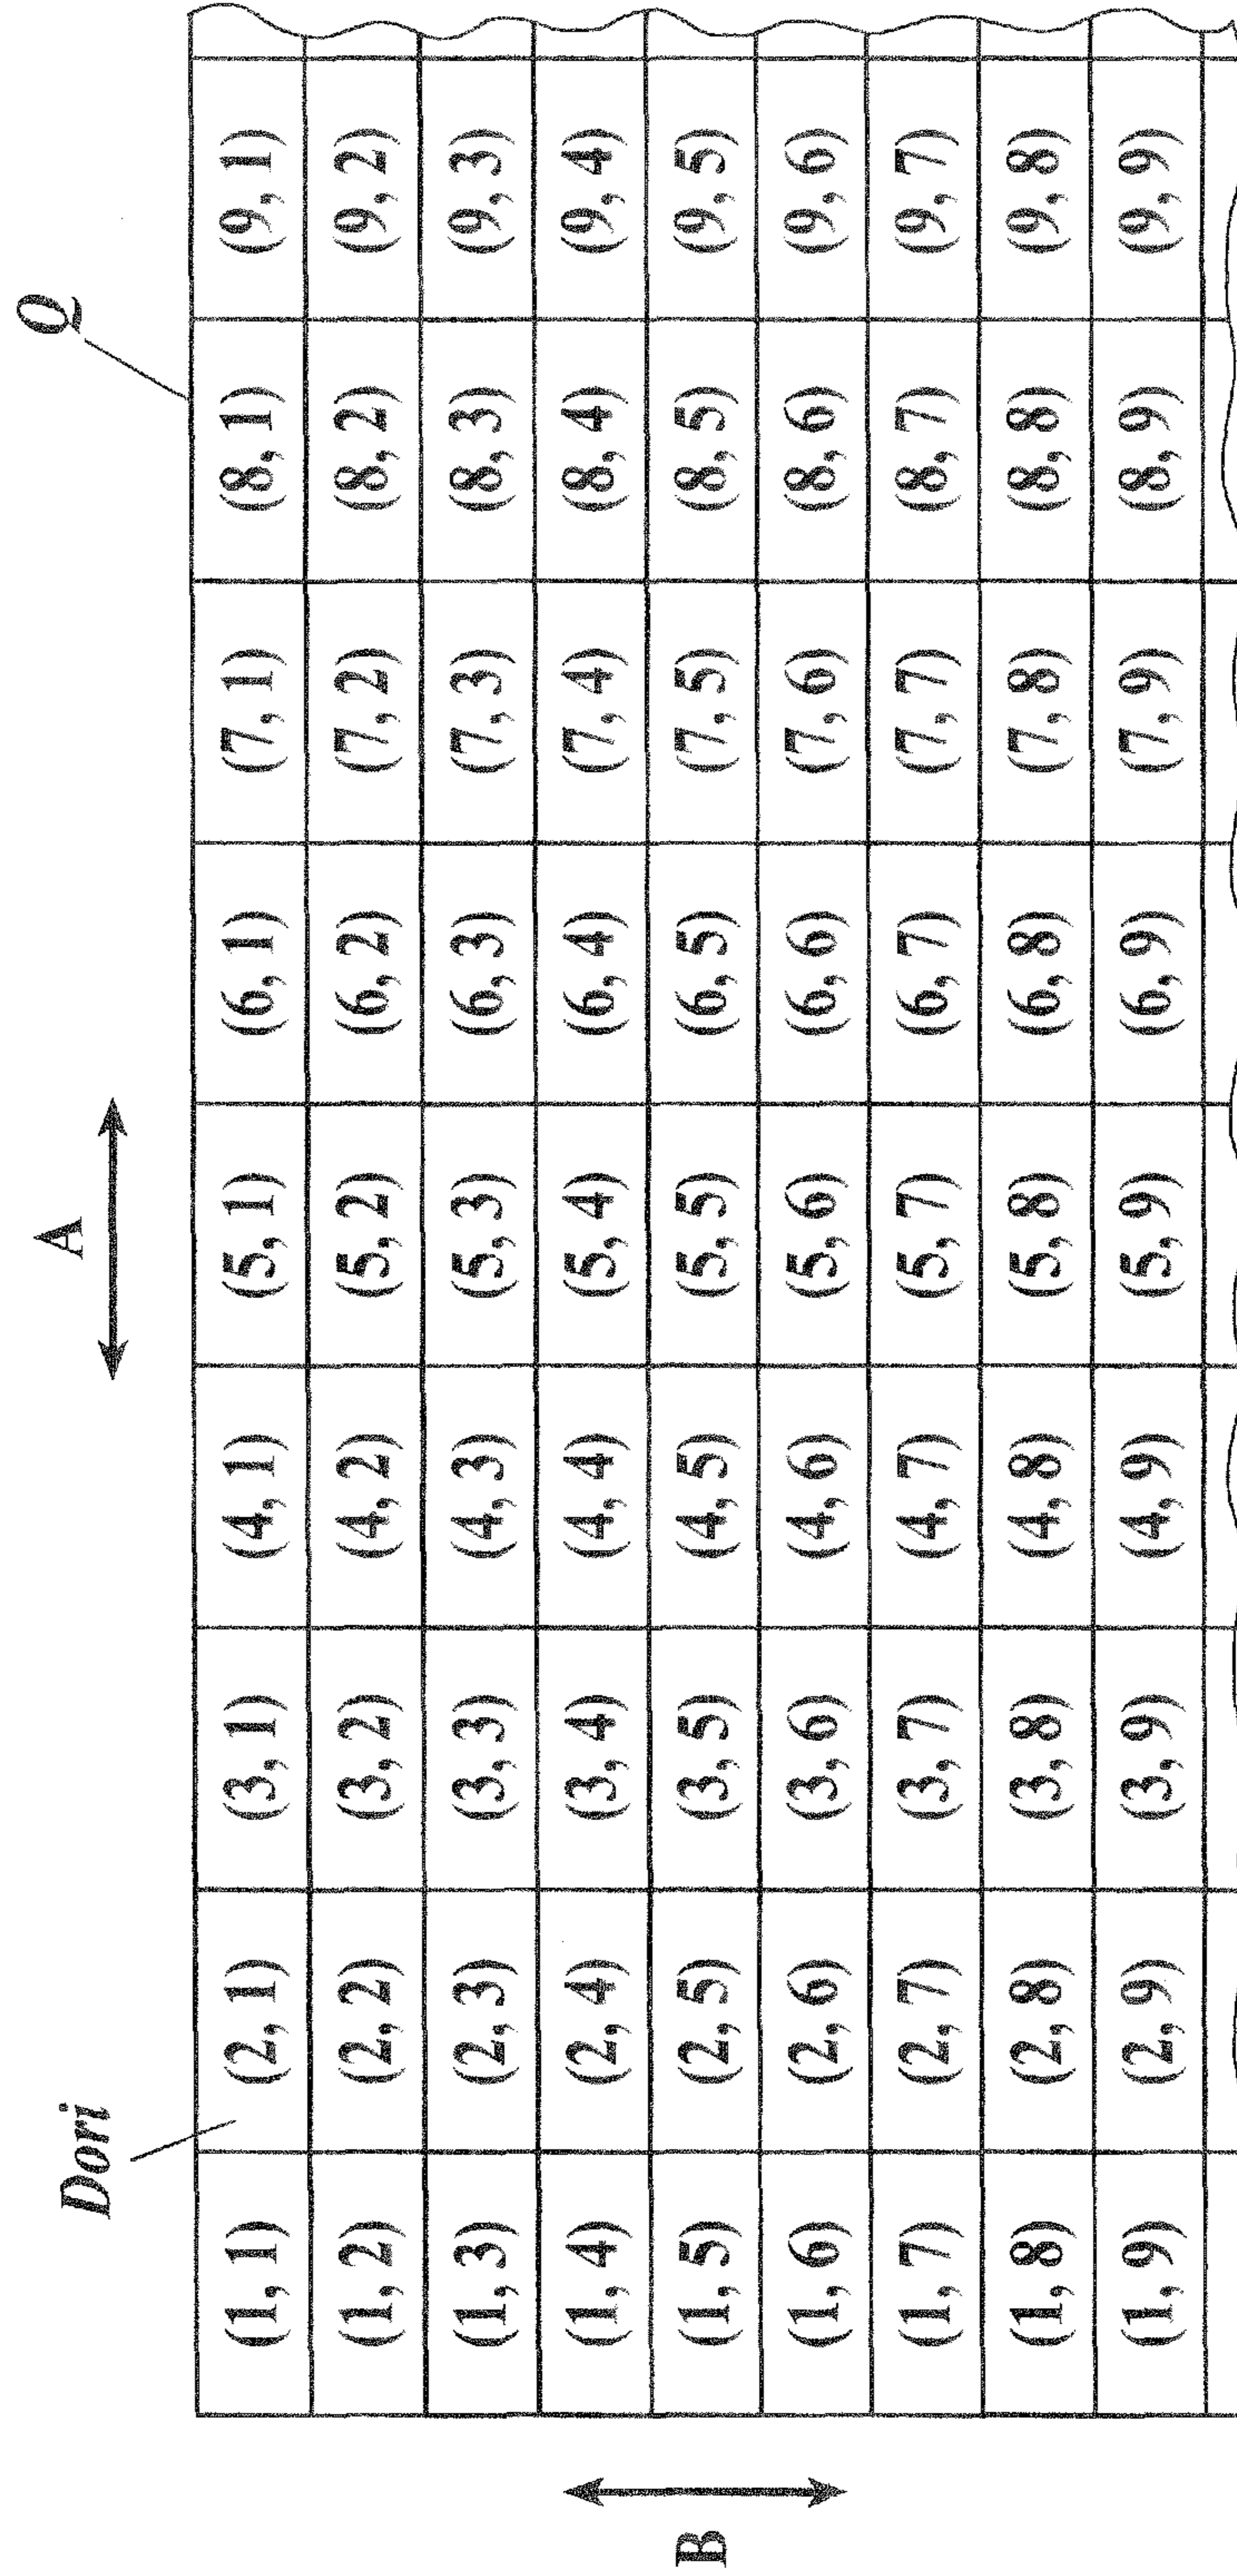 Dori A Q
(1, 1) (2, 1) (3, 1) (4, 1) (5, 1) (6, 1) (7, 1) (8, 1) (9, 1)
(1, 2) (2, 2) (3, 2) (4, 2) (5, 2) (6, 2) (7, 2) (8, 2) (9, 2)
(1, 3) (2, 3) (3, 3) (4, 3) (5, 3) (6, 3) (7, 3) (8, 3) (9, 3)
(1, 4) (2, 4) (3, 4) (4, 4) (5, 4) (6, 4) (7, 4) (8, 4) (9, 4)
B (1, 5) (2, 5) (3, 5) (4, 5) (5, 5) (6, 5) (7, 5) (8, 5) (9, 5)
(1, 6) (2, 6) (3, 6) (4, 6) (5, 6) (6, 6) (7, 6) (8, 6) (9, 6)
(1, 7) (2, 7) (3, 7) (4, 7) (5, 7) (6, 7) (7, 7) (8, 7) (9, 7)
(1, 8) (2, 8) (3, 8) (4, 8) (5, 8) (6, 8) (7, 8) (8, 8) (9, 8)
(1, 9) (2, 9) (3, 9) (4, 9) (5, 9) (6, 9) (7, 9) (8, 9) (9, 9)